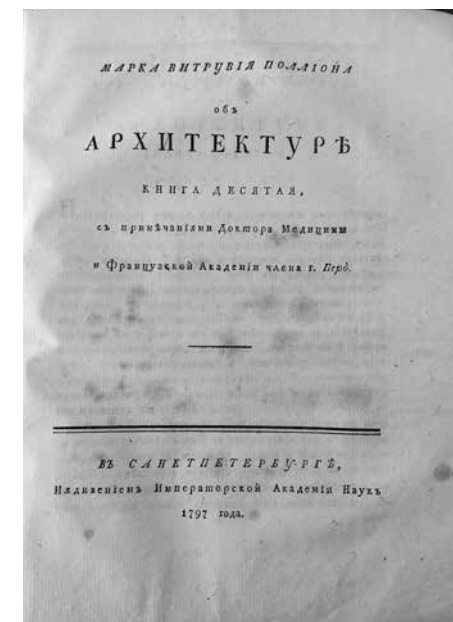 МАРКА ВИТРУВІЯ ПОЛЛІОНА
объ
АРХИТЕКТУРѢ
КНИГА ДЕСЯТАЯ,
съ примѣчаніями Доктора Медицины
и Французской Академіи члена г. Перо.
ВЪ САНКТПЕТЕРБУРГѢ,
Иждивеніемъ Императорской Академіи Наукъ
1797 года.